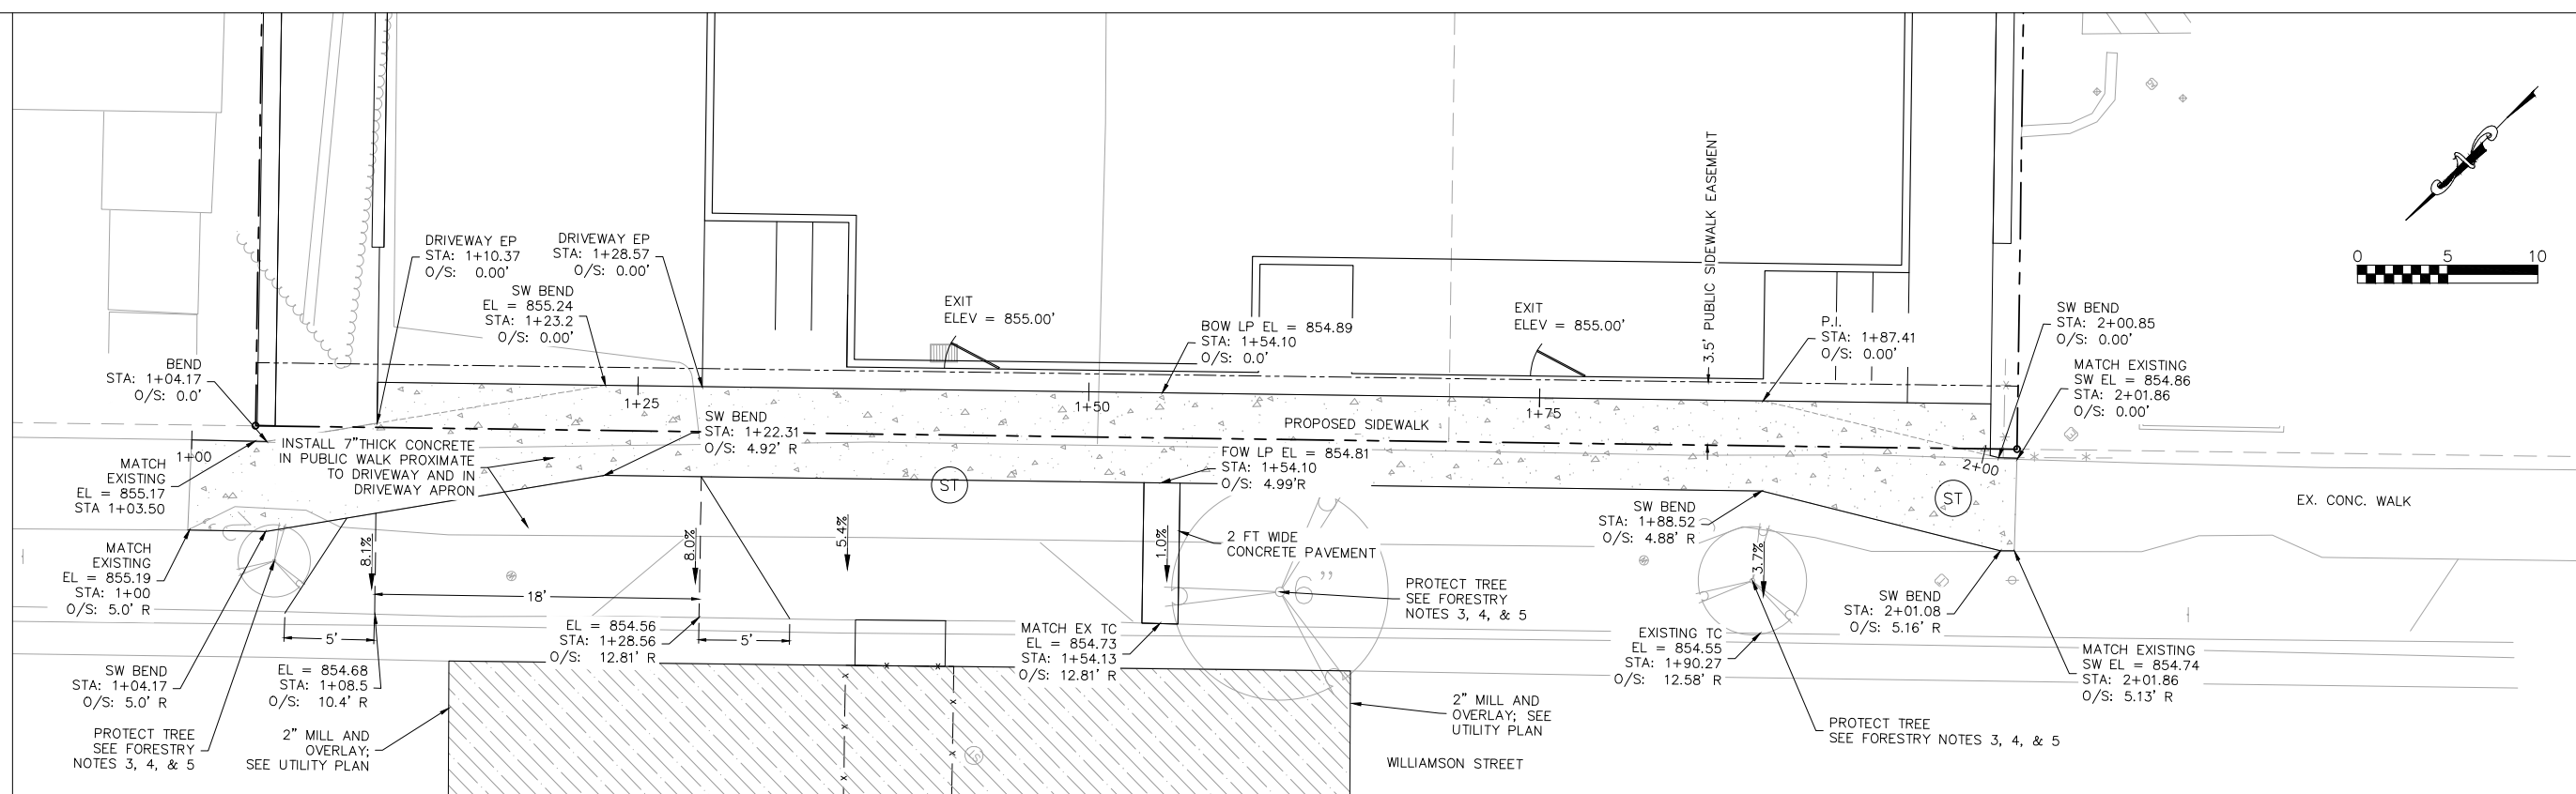 DRIVEWAY EP
STA: 1+10.37
O/S: 0.00'
DRIVEWAY EP
STA: 1+28.57
O/S: 0.00'
SW BEND
EL = 855.24
STA: 1+23.2
O/S: 0.00'
BEND
STA: 1+04.17
O/S: 0.0'
EXIT
ELEV = 855.00'
BOW LP EL = 854.89
STA: 1+54.10
O/S: 0.0'
EXIT
ELEV = 855.00'
3.5' PUBLIC SIDEWALK EASEMENT
P.I.
STA: 1+87.41
O/S: 0.00'
0 5 10
SW BEND
STA: 2+00.85
O/S: 0.00'
MATCH EXISTING
SW EL = 854.86
STA: 2+01.86
O/S: 0.00'
1+00
1+25
1+50
1+75
2+00
SW BEND
STA: 1+22.31
O/S: 4.92' R
PROPOSED SIDEWALK
INSTALL 7"THICK CONCRETE
IN PUBLIC WALK PROXIMATE
TO DRIVEWAY AND IN
DRIVEWAY APRON
MATCH
EXISTING
EL = 855.17
STA 1+03.50
FOW LP EL = 854.81
STA: 1+54.10
O/S: 4.99'R
ST
ST
EX. CONC. WALK
SW BEND
STA: 1+88.52
O/S: 4.88' R
2 FT WIDE
CONCRETE PAVEMENT
8.1%
8.0%
5.4%
1.0%
3.7%
MATCH
EXISTING
EL = 855.19
STA: 1+00
O/S: 5.0' R
6"
PROTECT TREE
SEE FORESTRY
NOTES 3, 4, & 5
18'
5'
5'
EL = 854.56
STA: 1+28.56
O/S: 12.81' R
MATCH EX TC
EL = 854.73
STA: 1+54.13
O/S: 12.81' R
EXISTING TC
EL = 854.55
STA: 1+90.27
O/S: 12.58' R
SW BEND
STA: 2+01.08
O/S: 5.16' R
MATCH EXISTING
SW EL = 854.74
STA: 2+01.86
O/S: 5.13' R
SW BEND
STA: 1+04.17
O/S: 5.0' R
EL = 854.68
STA: 1+08.5
O/S: 10.4' R
PROTECT TREE
SEE FORESTRY
NOTES 3, 4, & 5
2" MILL AND
OVERLAY;
SEE UTILITY PLAN
ST
2" MILL AND
OVERLAY; SEE
UTILITY PLAN
WILLIAMSON STREET
PROTECT TREE
SEE FORESTRY NOTES 3, 4, & 5